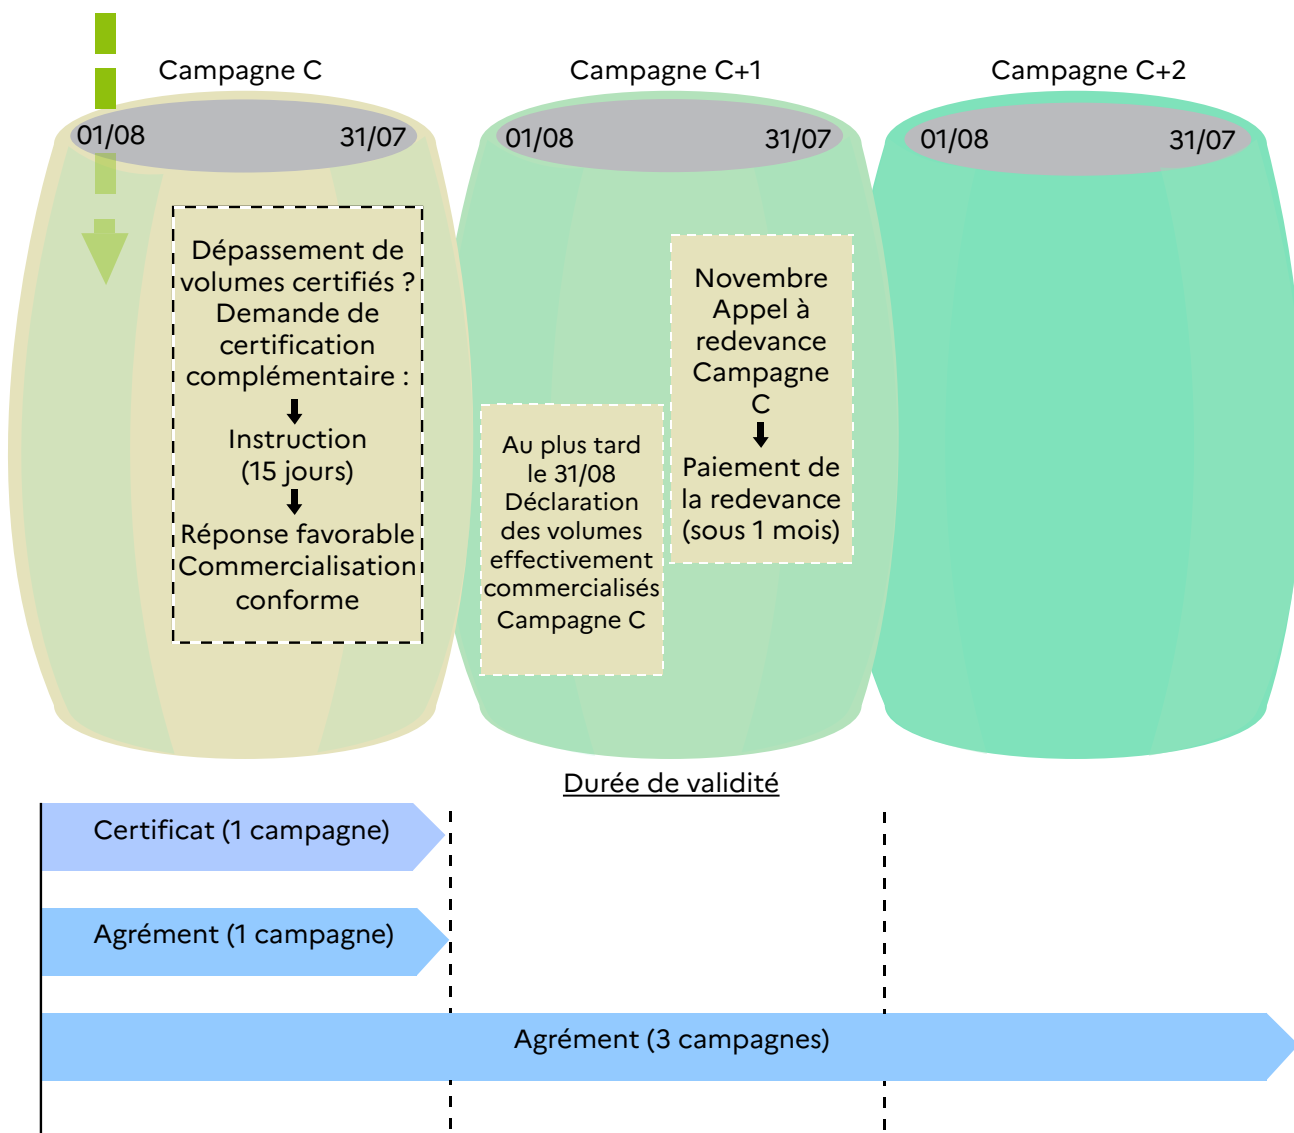 Campagne C
Campagne C+1
Campagne C+2
01/08
31/07
01/08
31/07
01/08
31/07
Dépassement de
volumes certifiés ?
Demande de
certification
complémentaire :
Instruction
(15 jours)
Réponse favorable
Commercialisation
conforme
Au plus tard
le 31/08
Déclaration
des volumes
effectivement
commercialisés
Campagne C
Novembre
Appel à
redevance
Campagne
C
Paiement de
la redevance
(sous 1 mois)
Durée de validité
Certificat (1 campagne)
Agrément (1 campagne)
Agrément (3 campagnes)